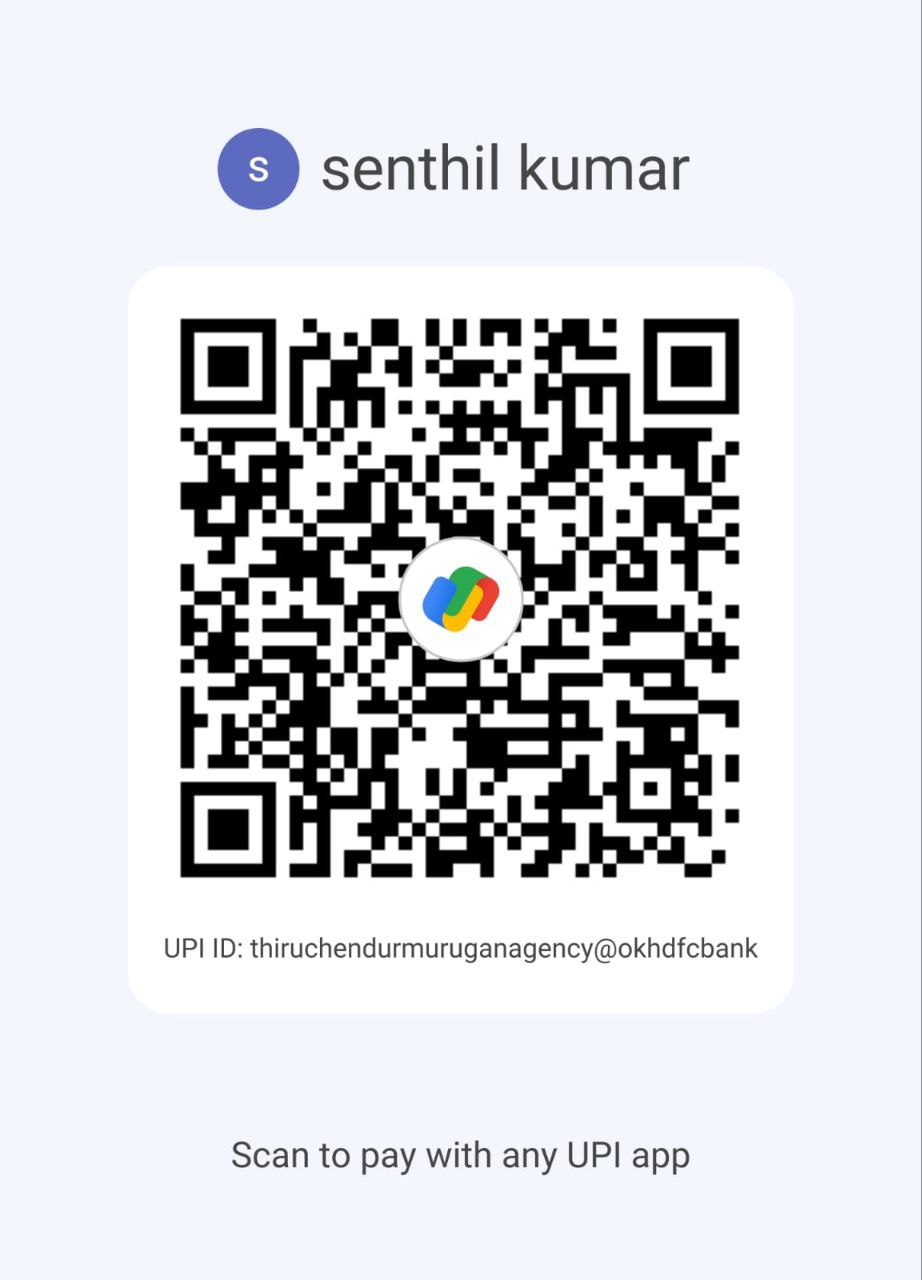 S
senthil kumar
UPI ID: thiruchendurmuruganagency@okhdfcbank
Scan to pay with any UPI app